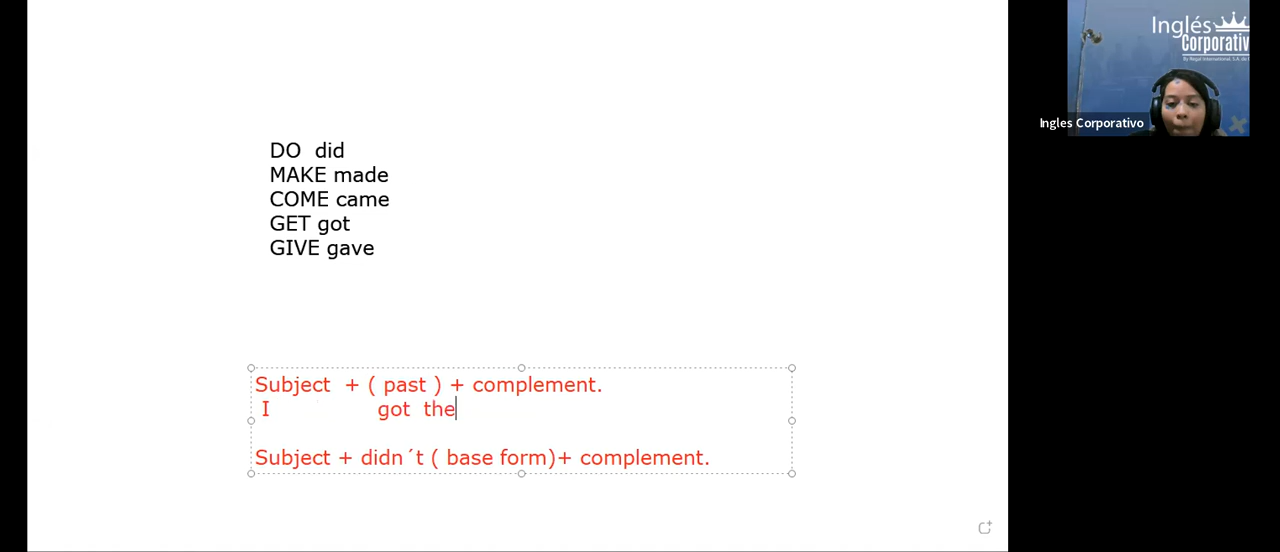 DO did
MAKE made
COME came
GET got
GIVE gave
Subject + ( past ) + complement.
I got the
Subject + didn´t ( base form)+ complement.
Inglés
Corporativ
Ingles Corporativo